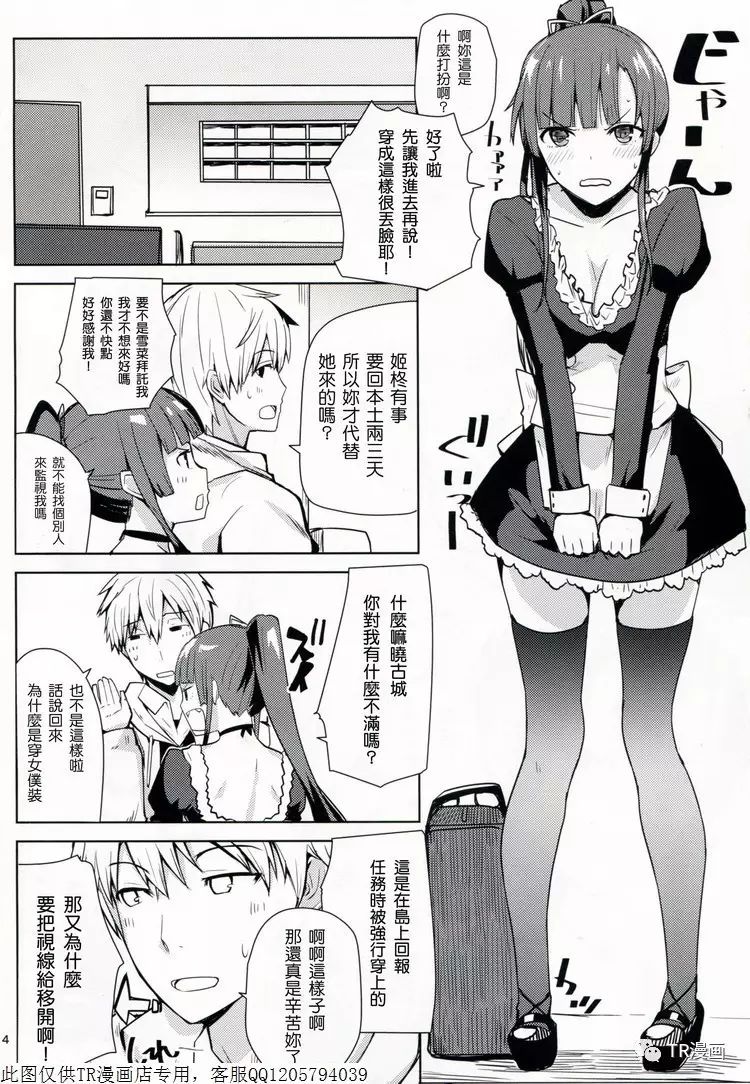 じゃーん
啊妳這是
什麼打扮啊?
ァァァァ
好了啦
先讓我進去再說!
穿成這樣很丟臉耶!
ぐいっ
姬柊有事
要回本土兩三天
所以妳才代替
她來的嗎?
要不是雪菜拜託我
我才不想來好嗎
你還不快點
好好感謝我!
就不能找個別人
來監視我嗎
什麼嘛曉古城
你對我有什麼不滿嗎?
ズイ
也不是這樣啦
話說回來
為什麼是穿女僕裝
這是在島上回報
任務時被強行穿上的
啊啊這樣子啊
那還真是辛苦妳了
那又為什麼
要把視線給移開啊!
4
TR漫画
此图仅供TR漫画店专用，客服QQ1205794039